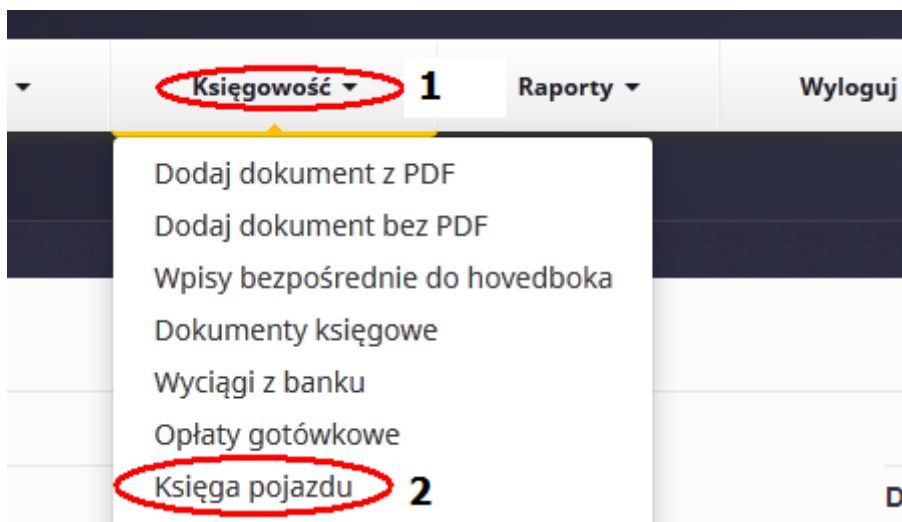 Księgowość 1 Raporty Wyloguj
Dodaj dokument z PDF
Dodaj dokument bez PDF
Wpisy bezpośrednie do hovedboka
Dokumenty księgowe
Wyciągi z banku
Opłaty gotówkowe
Księga pojazdu 2
D